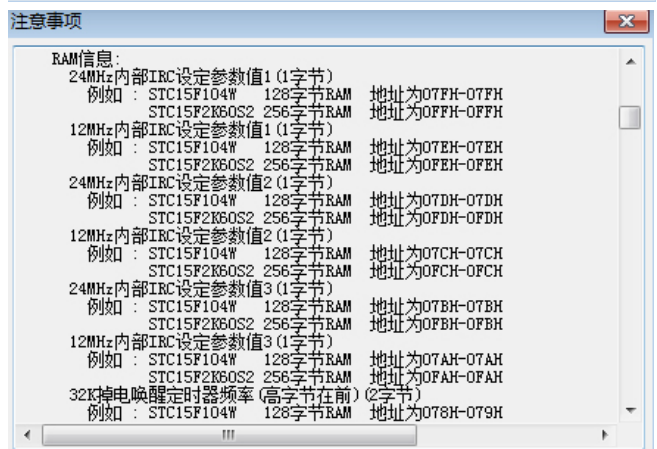 注意事项
RAM信息:
24MHz内部IRC设定参数值1(1字节)
例如 : STC15F104W 128字节RAM 地址为07FH-07FH
STC15F2K60S2 256字节RAM 地址为0FFH-0FFH
12MHz内部IRC设定参数值1(1字节)
例如 : STC15F104W 128字节RAM 地址为07EH-07EH
STC15F2K60S2 256字节RAM 地址为0FEH-0FEH
24MHz内部IRC设定参数值2(1字节)
例如 : STC15F104W 128字节RAM 地址为07DH-07DH
STC15F2K60S2 256字节RAM 地址为0FDH-0FDH
12MHz内部IRC设定参数值2(1字节)
例如 : STC15F104W 128字节RAM 地址为07CH-07CH
STC15F2K60S2 256字节RAM 地址为0FCH-0FCH
24MHz内部IRC设定参数值3(1字节)
例如 : STC15F104W 128字节RAM 地址为07BH-07BH
STC15F2K60S2 256字节RAM 地址为0FBH-0FBH
12MHz内部IRC设定参数值3(1字节)
例如 : STC15F104W 128字节RAM 地址为07AH-07AH
STC15F2K60S2 256字节RAM 地址为0FAH-0FAH
32K掉电唤醒定时器频率(高字节在前)(2字节)
例如 : STC15F104W 128字节RAM 地址为078H-079H